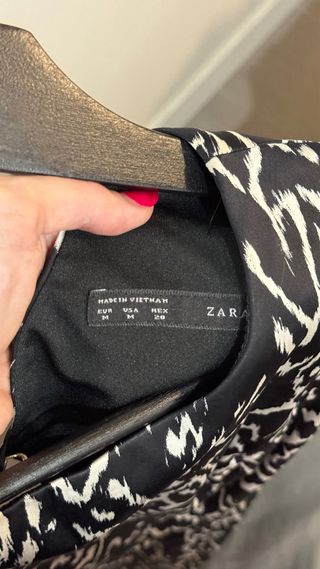 MADE IN VIETNAM
EUR USA MEX
M M 28
ZARA